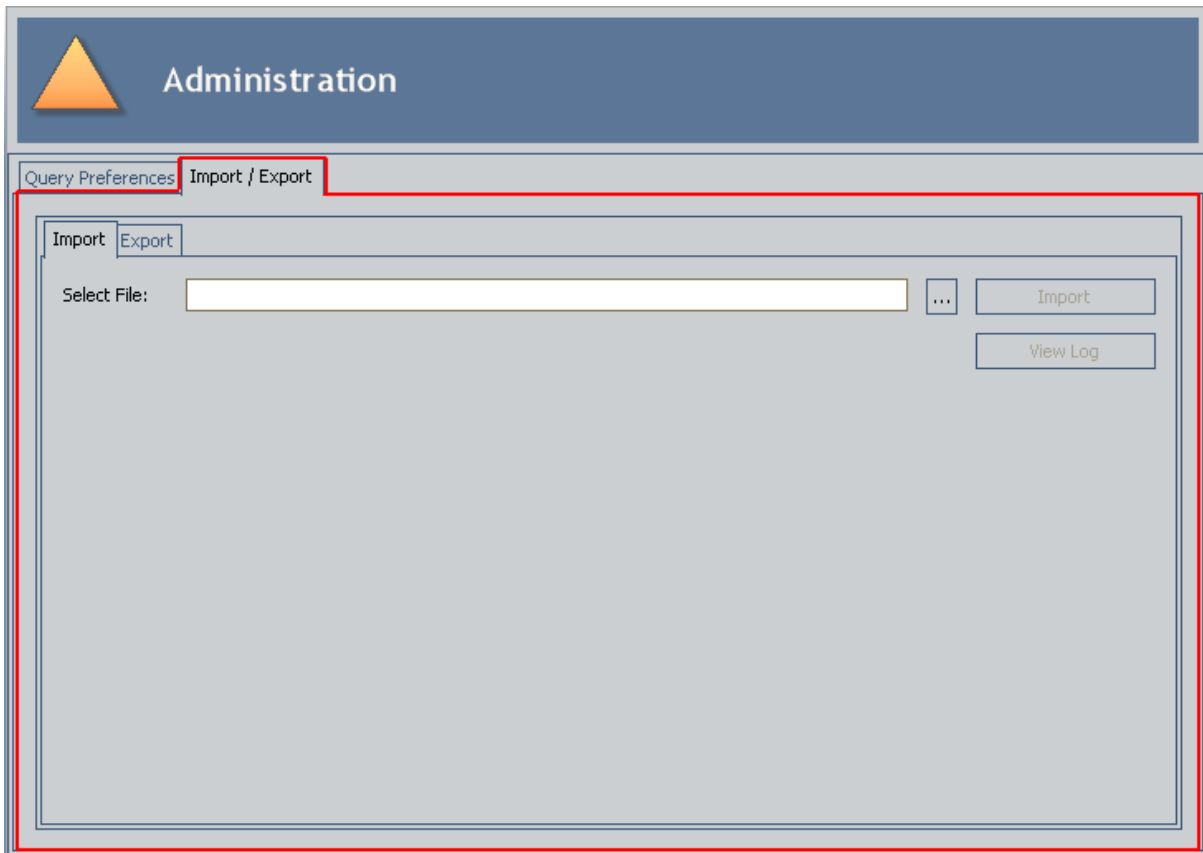 Administration
Query Preferences Import / Export
Import Export
Select File: ... Import
View Log